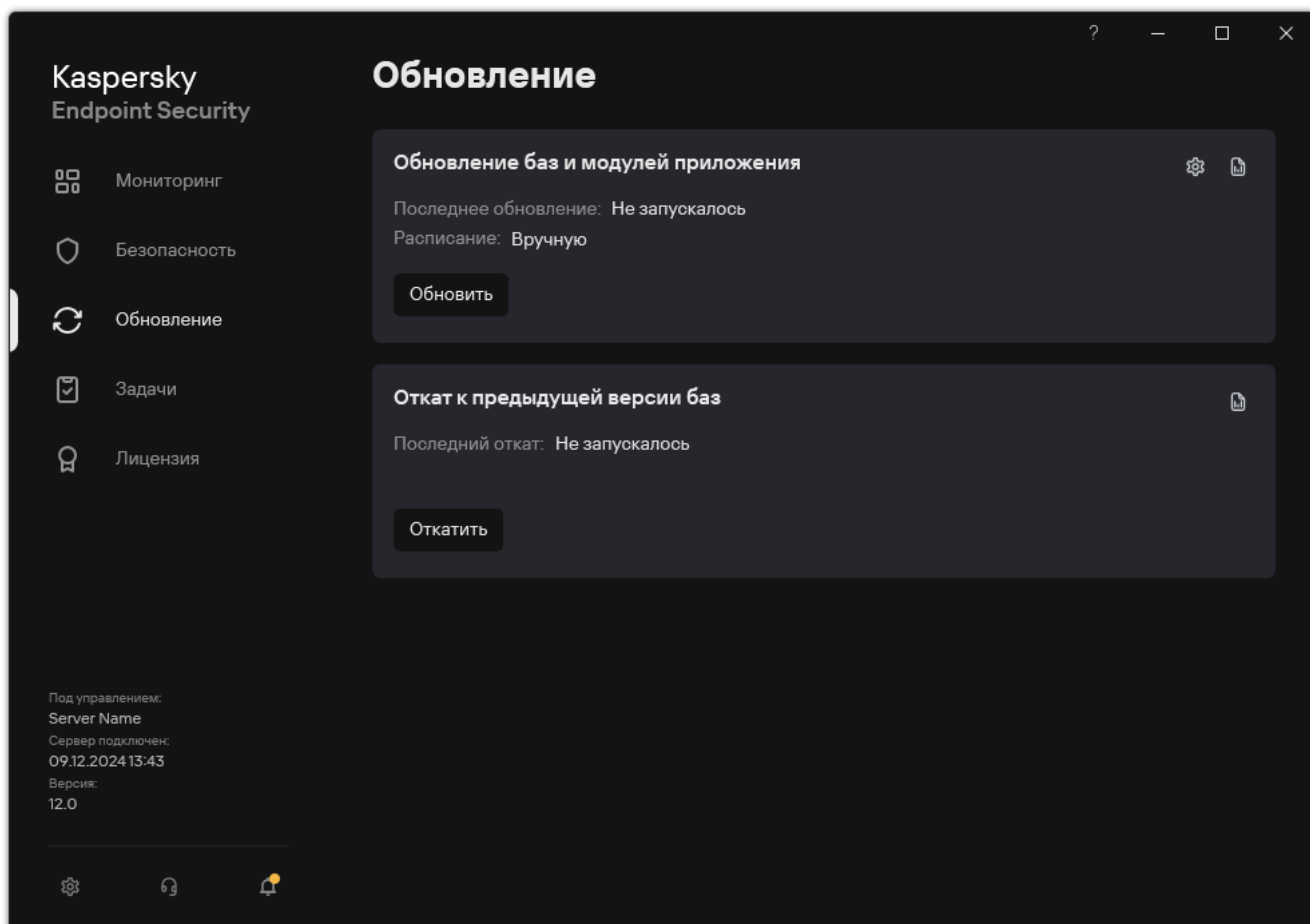 ?
Kaspersky
Endpoint Security
Мониторинг
Безопасность
Обновление
Задачи
Лицензия
Под управлением:
Server Name
Сервер подключен:
09.12.2024 13:43
Версия:
12.0
Обновление
Обновление баз и модулей приложения
Последнее обновление: Не запускалось
Расписание: Вручную
Обновить
Откат к предыдущей версии баз
Последний откат: Не запускалось
Откатить